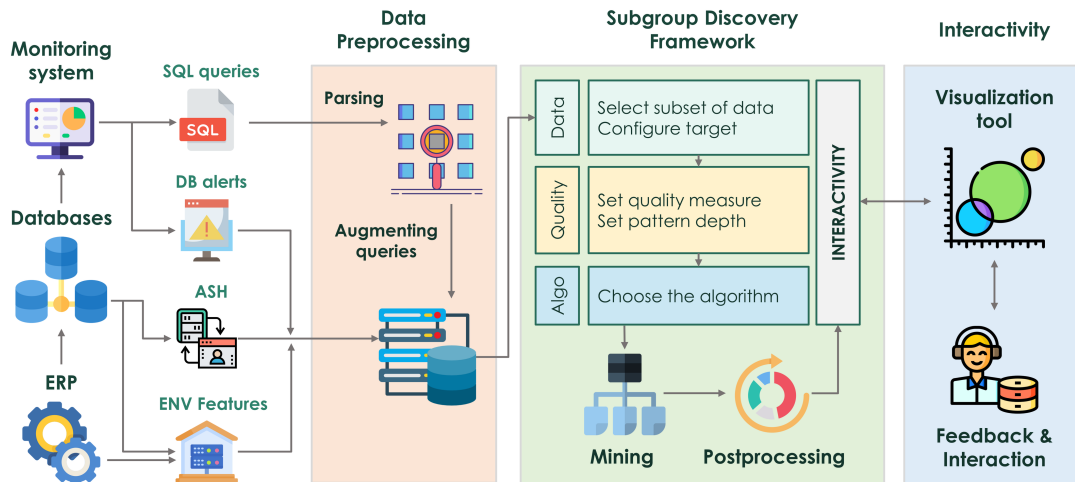 Monitoring
system
SQL queries
SQL
DB alerts
Databases
ASH
ERP
ENV Features
Data
Preprocessing
Parsing
Augmenting
queries
Subgroup Discovery
Framework
Data
Select subset of data
Configure target
Quality
Set quality measure
Set pattern depth
Algo
Choose the algorithm
INTERACTIVITY
Mining
Postprocessing
Interactivity
Visualization
tool
Feedback &
Interaction